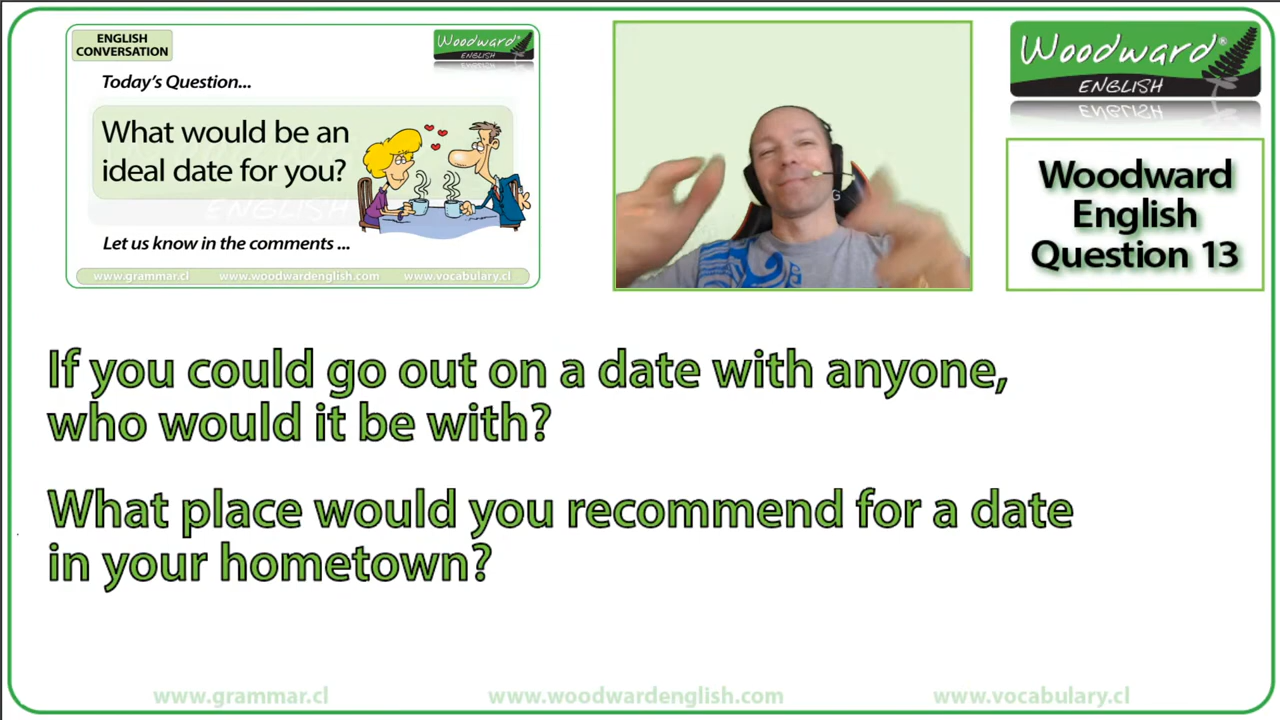 ENGLISH
CONVERSATION
Woodward®
ENGLISH
Today's Question...
What would be an
ideal date for you?
ENGLISH
Let us know in the comments ...
www.grammar.cl www.woodwardenglish.com www.vocabulary.cl
G
Woodward®
ENGLISH
Woodward
English
Question 13
If you could go out on a date with anyone,
who would it be with?
What place would you recommend for a date
in your hometown?
www.grammar.cl www.woodwardenglish.com www.vocabulary.cl